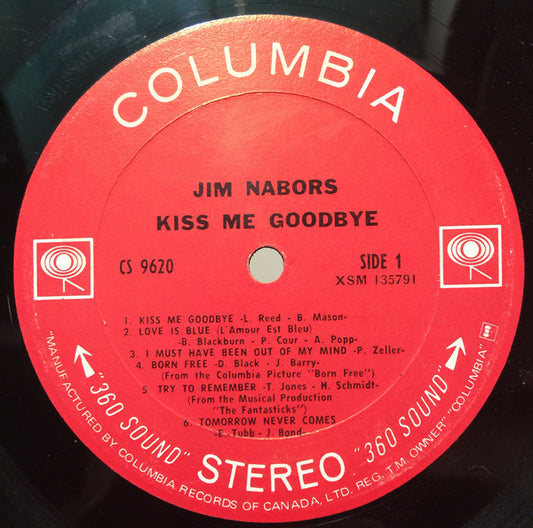 COLUMBIA
JIM NABORS
KISS ME GOODBYE
CS 9620
SIDE 1
XSM 135791
1. KISS ME GOODBYE -L. Reed - B. Mason-
2. LOVE IS BLUE (L'Amour Est Bleu)
-B. Blackburn - P. Cour - A. Popp-
3. I MUST HAVE BEEN OUT OF MY MIND -P. Zeller-
4. BORN FREE -D. Black - J. Barry-
(From the Columbia Picture "Born Free")
5. TRY TO REMEMBER -T. Jones - H. Schmidt-
(From the Musical Production
"The Fantasticks")
6. TOMORROW NEVER COMES
-E. Tubb - J. Bond-
"360 SOUND" STEREO "360 SOUND"
"COLUMBIA"
MANUFACTURED BY COLUMBIA RECORDS OF CANADA, LTD. REG. T.M. OWNER